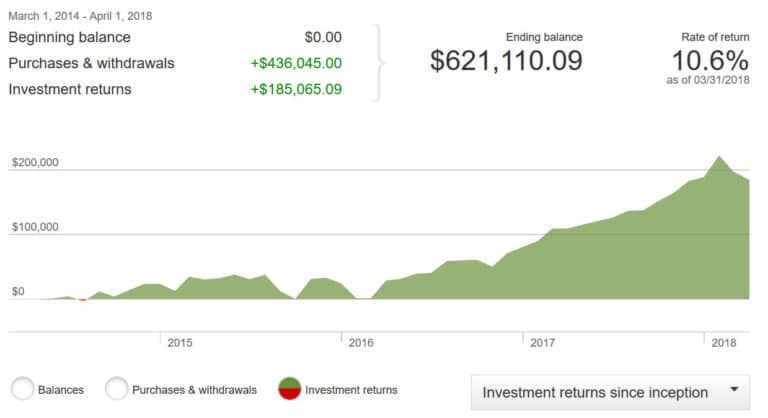 March 1, 2014 - April 1, 2018
Beginning balance $0.00
Purchases & withdrawals +$436,045.00
Investment returns +$185,065.09
Ending balance
$621,110.09
Rate of return
10.6%
as of 03/31/2018
$200,000
$100,000
$0
2015 2016 2017 2018
Balances Purchases & withdrawals Investment returns
Investment returns since inception